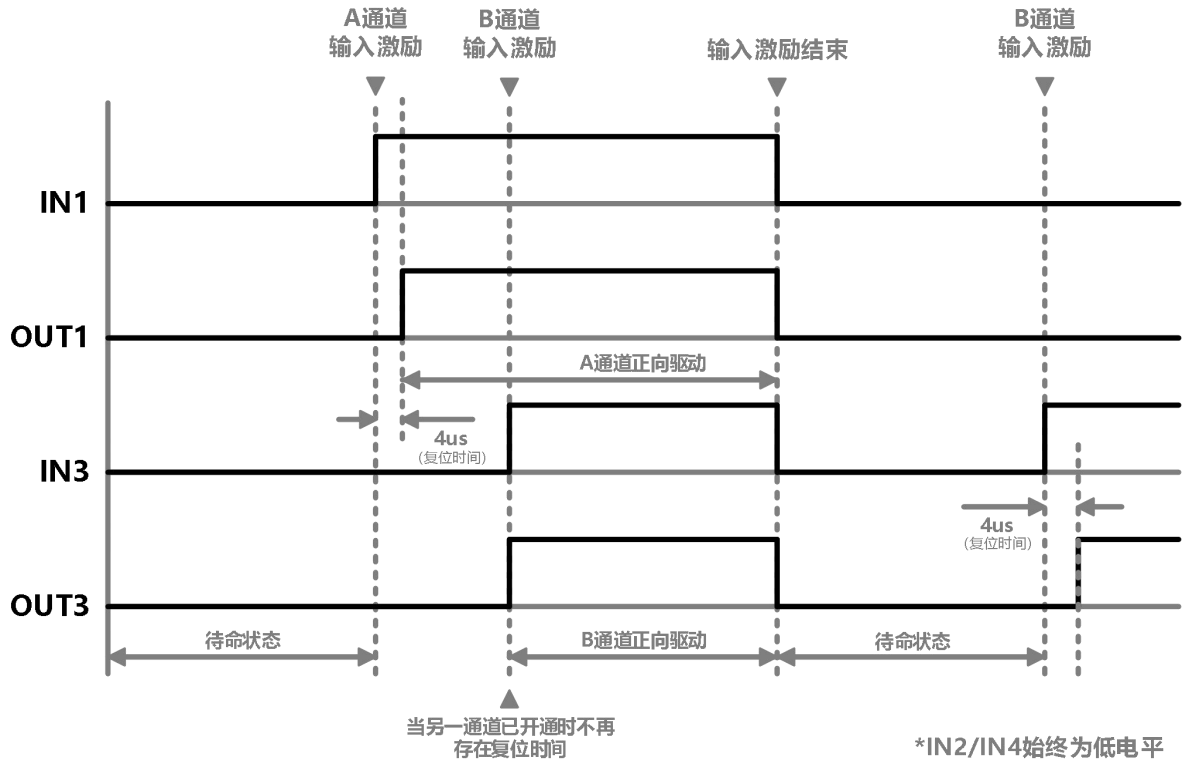 A通道
输入激励
B通道
输入激励
输入激励结束
B通道
输入激励
IN1
OUT1
A通道正向驱动
4us
(复位时间)
IN3
4us
(复位时间)
OUT3
待命状态
B通道正向驱动
待命状态
当另一通道已开通时不再
存在复位时间
*IN2/IN4始终为低电平